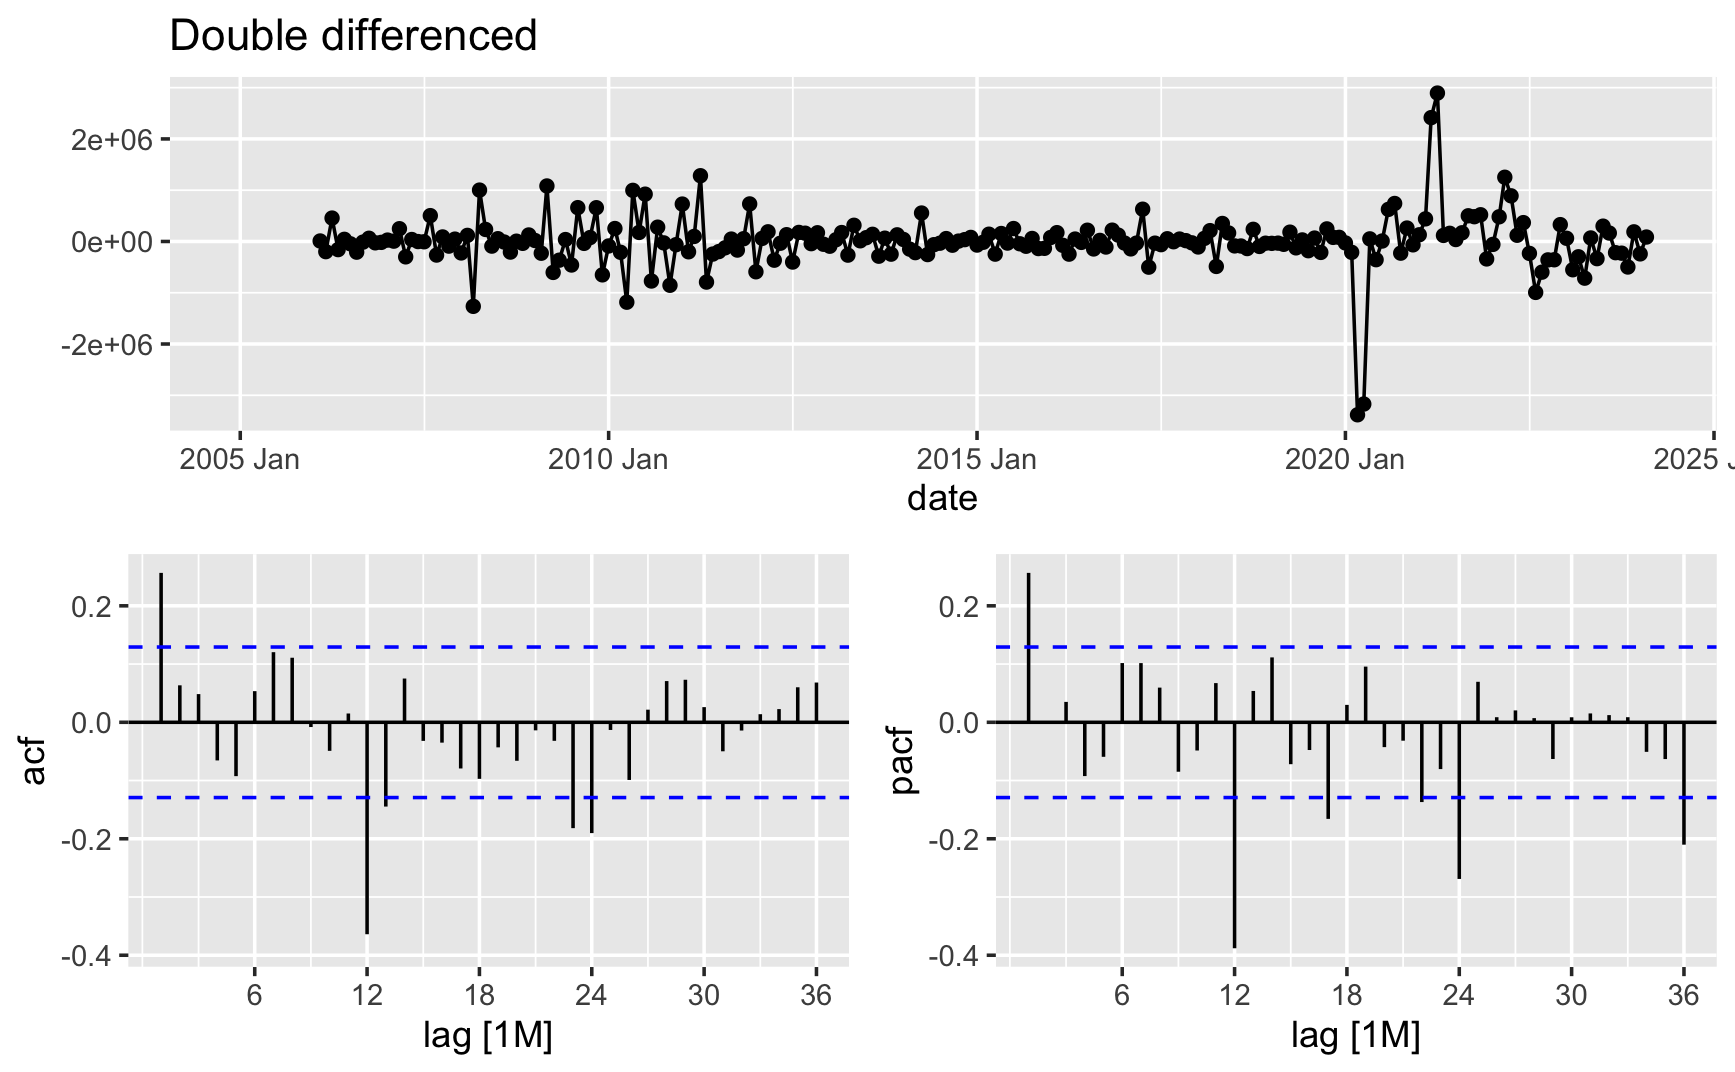 Double differenced
2e+06
0e+00
-2e+06
2005 Jan 2010 Jan 2015 Jan 2020 Jan 2025 J
date
acf
0.2
0.0
-0.2
-0.4
6 12 18 24 30 36
lag [1M]
pacf
0.2
0.0
-0.2
-0.4
6 12 18 24 30 36
lag [1M]